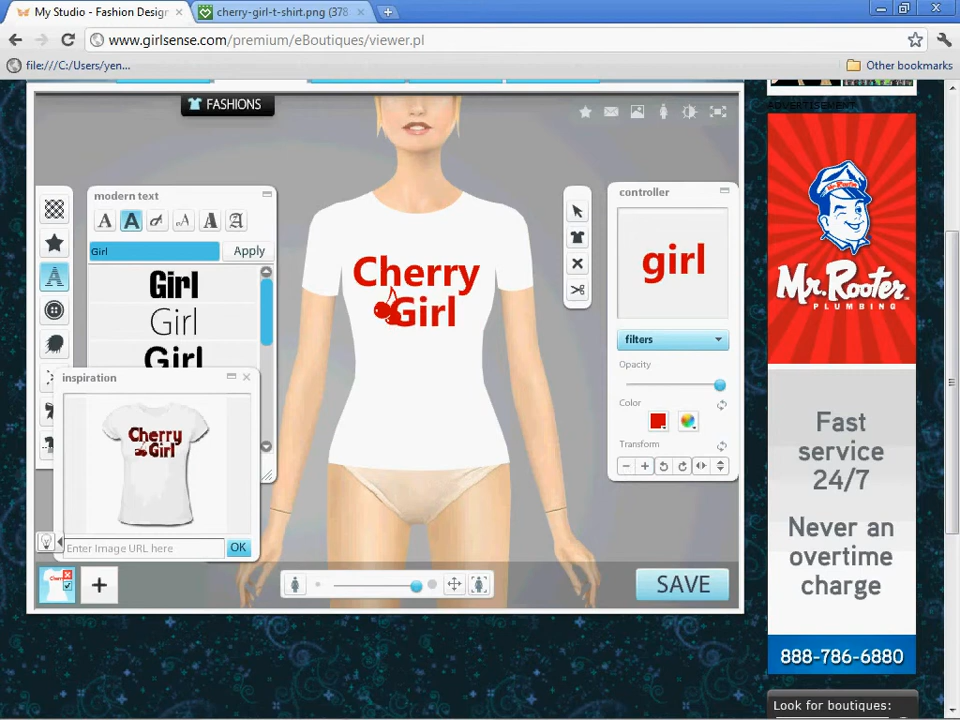 My Studio - Fashion Desig
cherry-girl-t-shirt.png (378
www.girlsense.com/premium/eBoutiques/viewer.pl
file:///C:/Users/yen...
Other bookmarks
ADVERTISEMENT
FASHIONS
modern text
A A A A A
Girl
Apply
Girl
Girl
Girl
inspiration
Cherry
Girl
Enter Image URL here
OK
Cherry
Girl
controller
girl
filters
Opacity
Color
Transform
SAVE
Mr. Rooter
PLUMBING
Fast
service
24/7
Never an
overtime
charge
888-786-6880
Look for boutiques: